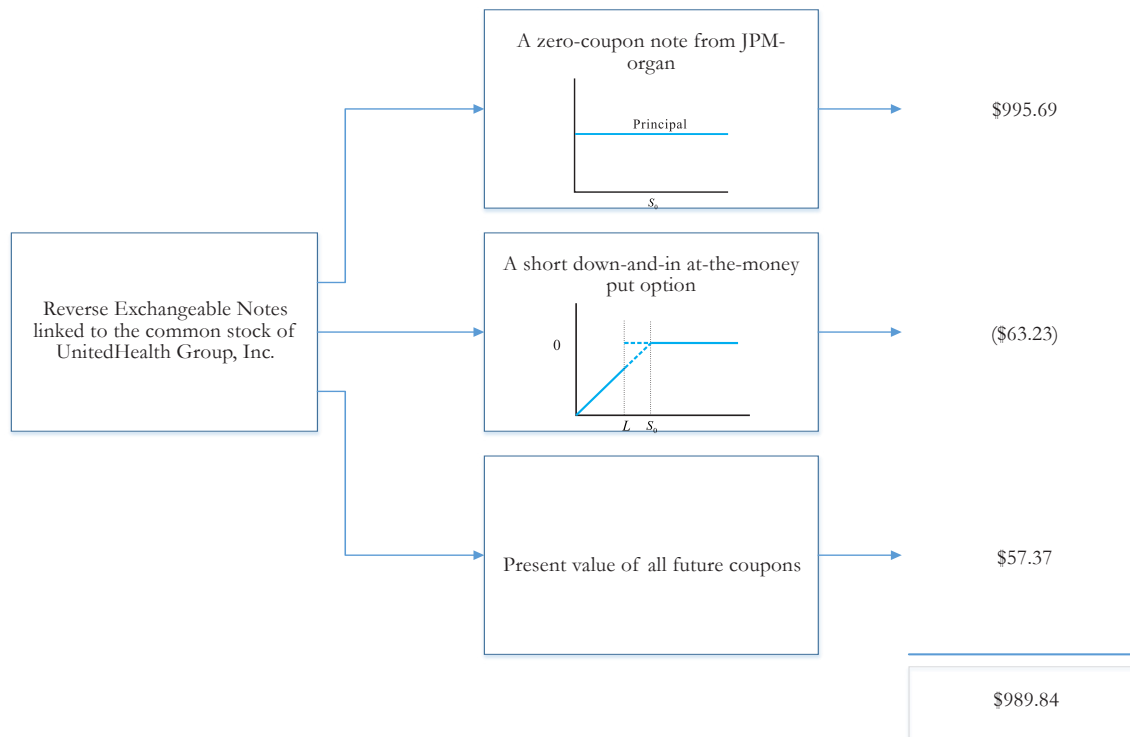 A zero-coupon note from JPM-
organ
Principal
S₀
$995.69
Reverse Exchangeable Notes
linked to the common stock of
UnitedHealth Group, Inc.
A short down-and-in at-the-money
put option
0
L S₀
($63.23)
Present value of all future coupons
$57.37
$989.84